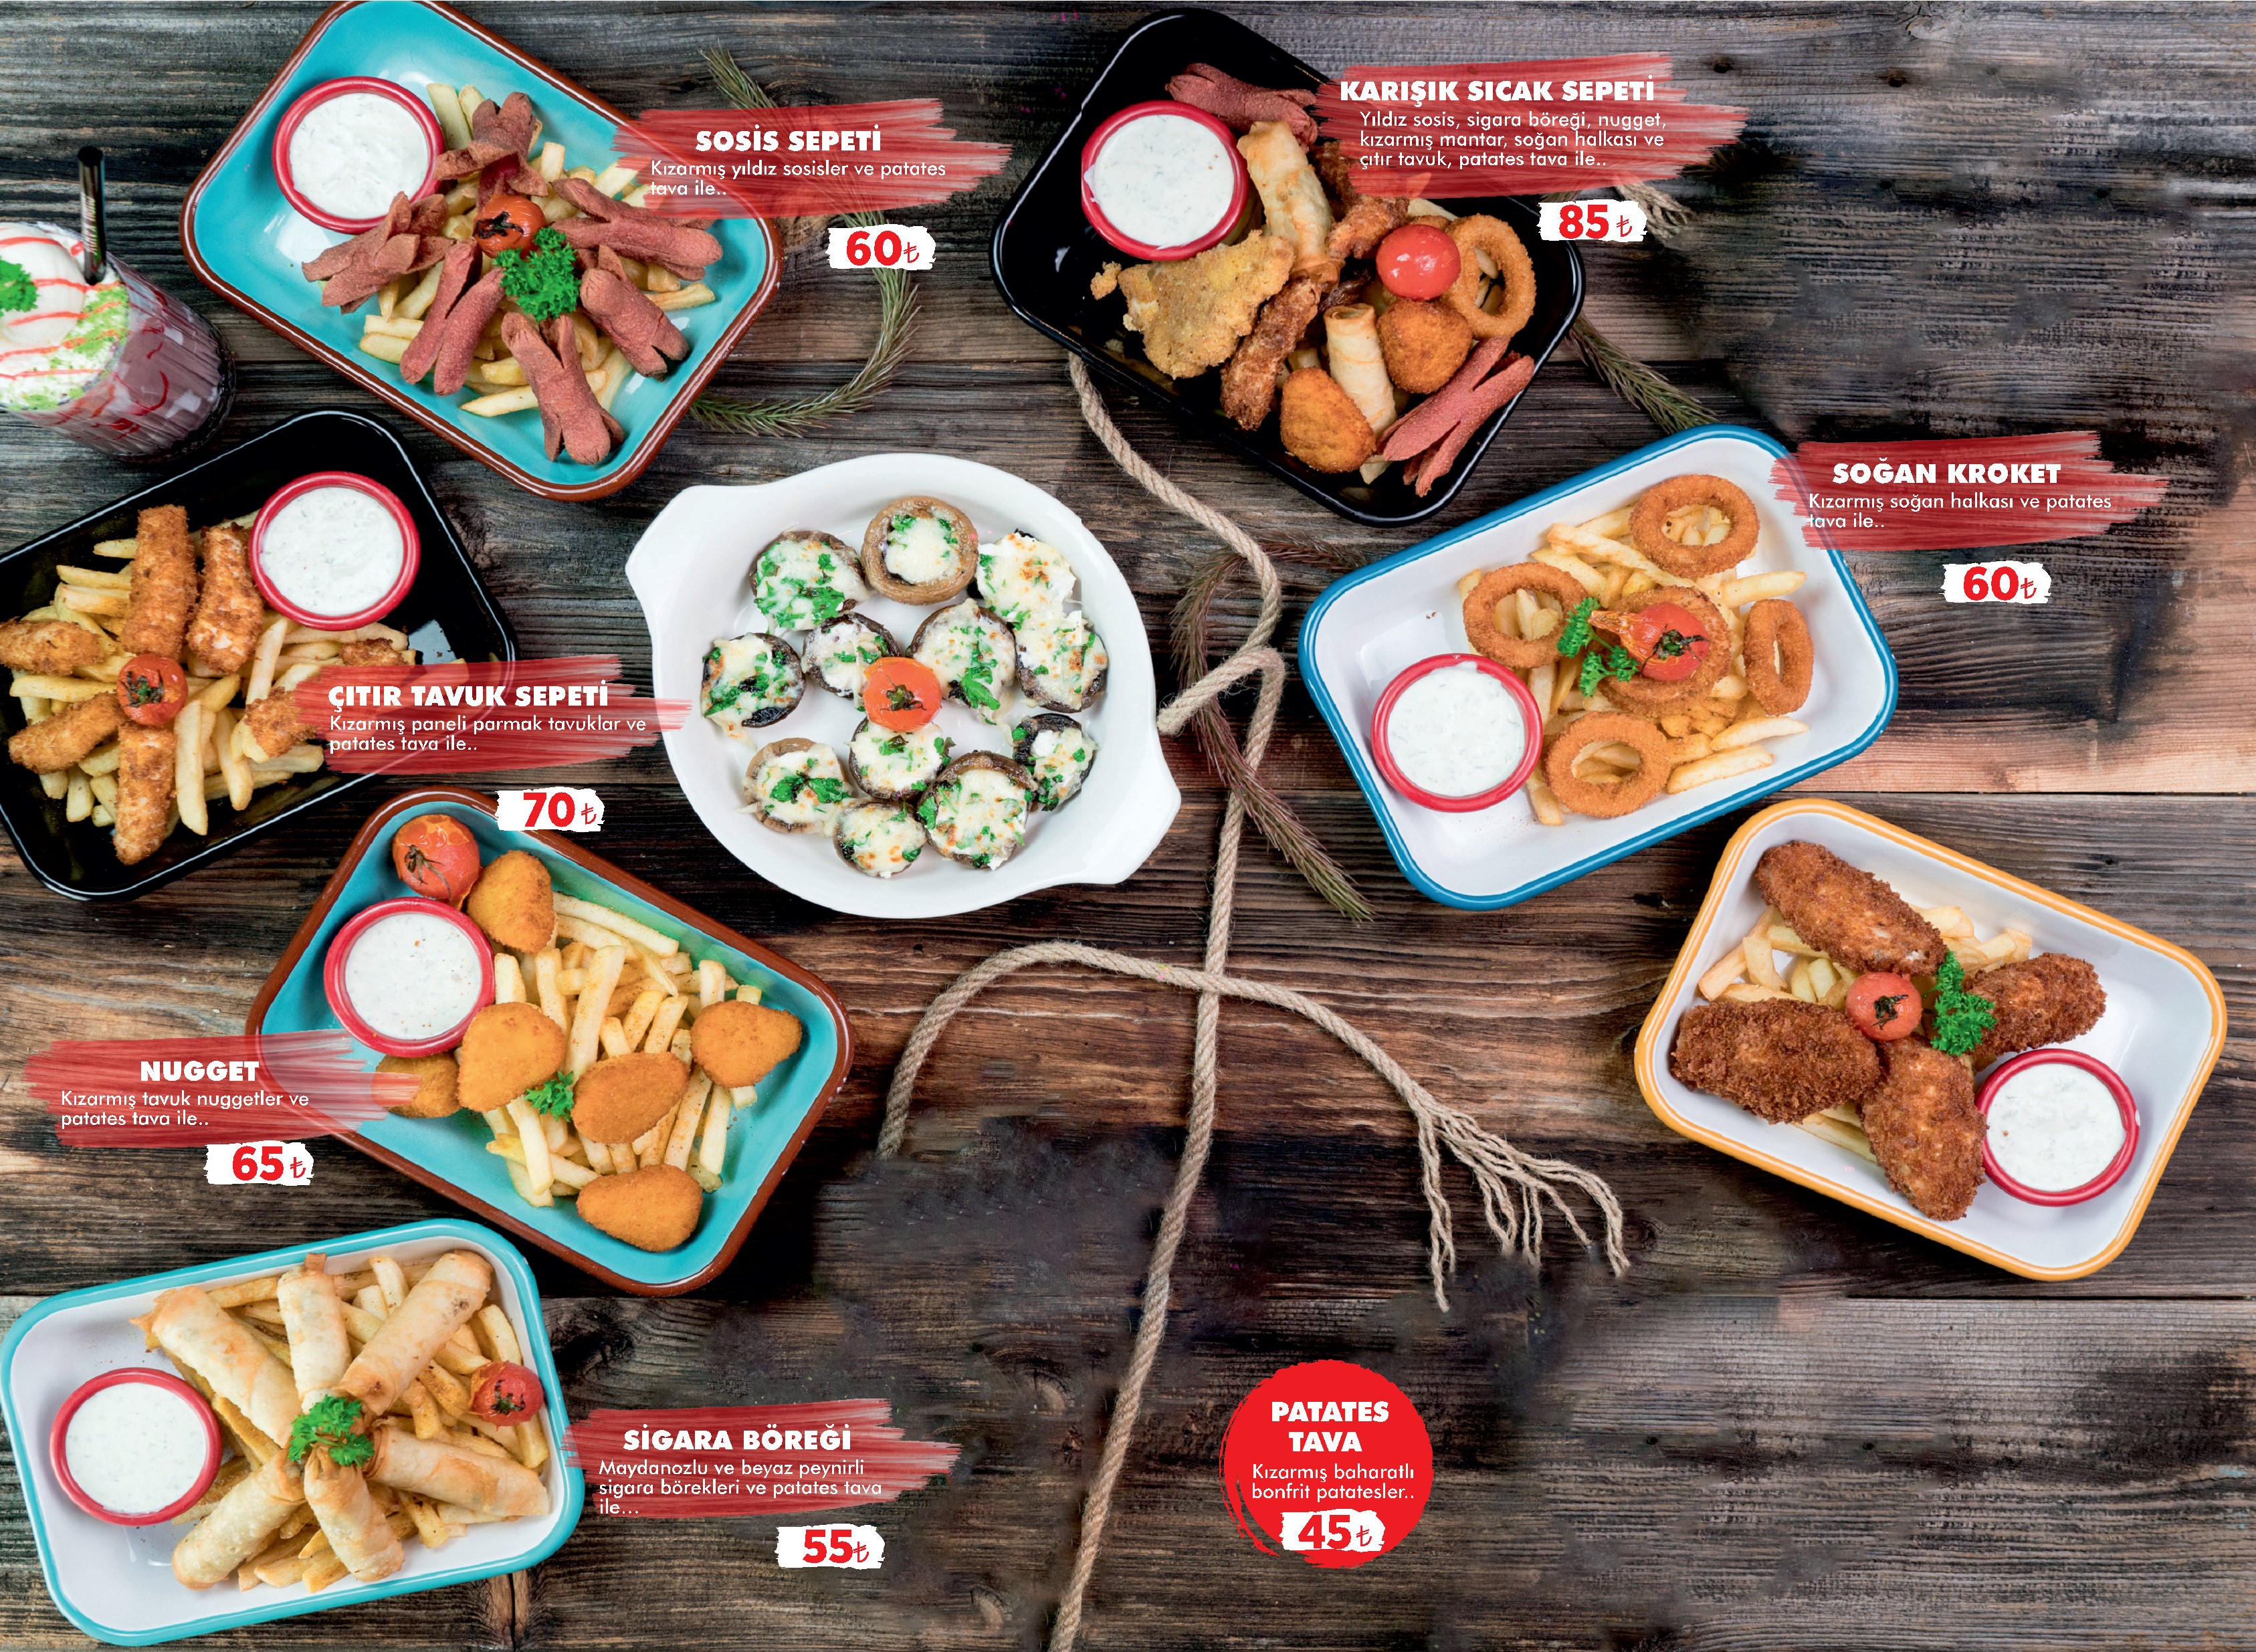 SOSİS SEPETİ
Kızarmış yıldız sosisler ve patates
tava ile..
60₺
KARIŞIK SICAK SEPETİ
Yıldız sosis, sigara böreği, nugget,
kızarmış mantar, soğan halkası ve
çıtır tavuk, patates tava ile..
85₺
SOĞAN KROKET
Kızarmış soğan halkası ve patates
tava ile..
60₺
ÇITIR TAVUK SEPETİ
Kızarmış paneli parmak tavuklar ve
patates tava ile..
70₺
NUGGET
Kızarmış tavuk nuggetler ve
patates tava ile..
65₺
SİGARA BÖREĞİ
Maydanozlu ve beyaz peynirli
sigara börekleri ve patates tava
ile...
55₺
PATATES
TAVA
Kızarmış baharatlı
bonfrit patatesler..
45₺